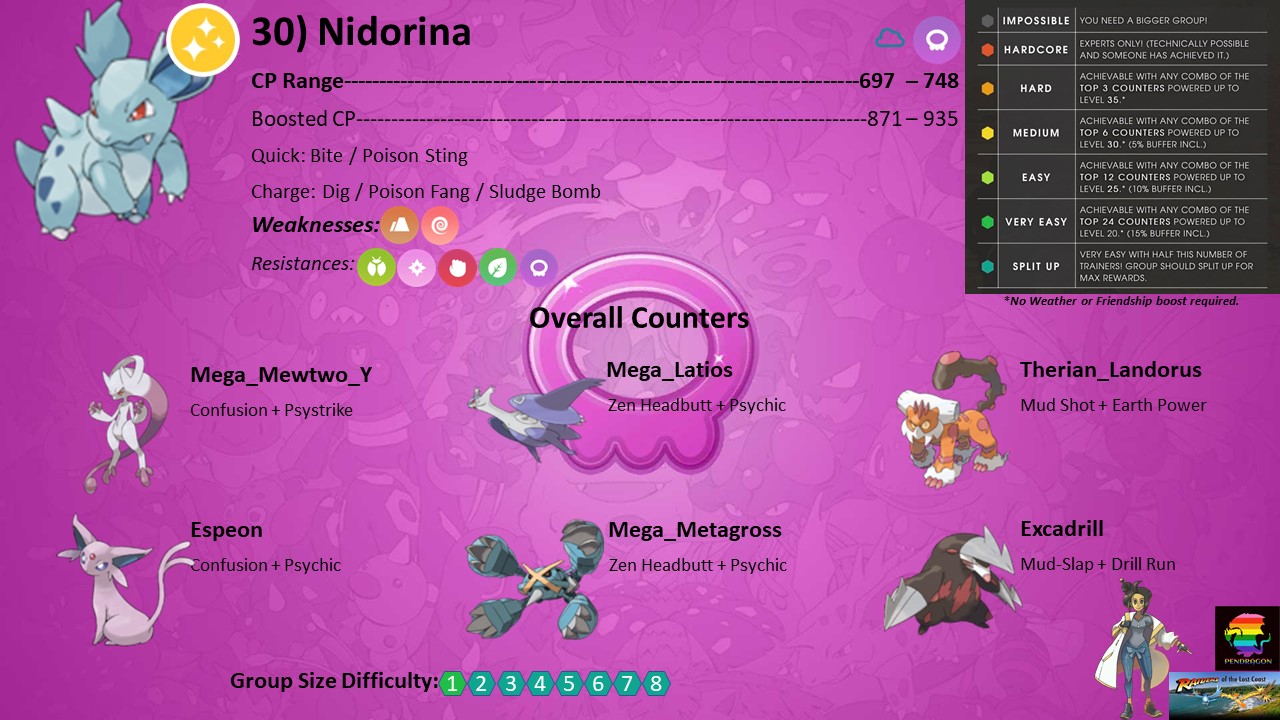 30) Nidorina
CP Range--------------------------------------------------------------------------697 – 748
Boosted CP-------------------------------------------------------------------------871 – 935
Quick: Bite / Poison Sting
Charge: Dig / Poison Fang / Sludge Bomb
Weaknesses:
Resistances:
IMPOSSIBLE YOU NEED A BIGGER GROUP!
HARDCORE EXPERTS ONLY! (TECHNICALLY POSSIBLE
AND SOMEONE HAS ACHIEVED IT.)
HARD ACHIEVABLE WITH ANY COMBO OF THE
TOP 3 COUNTERS POWERED UP TO
LEVEL 35.*
MEDIUM ACHIEVABLE WITH ANY COMBO OF THE
TOP 6 COUNTERS POWERED UP TO
LEVEL 30.* (5% BUFFER INCL.)
EASY ACHIEVABLE WITH ANY COMBO OF THE
TOP 12 COUNTERS POWERED UP TO
LEVEL 25.* (10% BUFFER INCL.)
VERY EASY ACHIEVABLE WITH ANY COMBO OF THE
TOP 24 COUNTERS POWERED UP TO
LEVEL 20.* (15% BUFFER INCL.)
SPLIT UP VERY EASY WITH HALF THIS NUMBER OF
TRAINERS! GROUP SHOULD SPLIT UP FOR
MAX REWARDS.
*No Weather or Friendship boost required.
Overall Counters
Mega_Mewtwo_Y
Confusion + Psystrike
Mega_Latios
Zen Headbutt + Psychic
Therian_Landorus
Mud Shot + Earth Power
Espeon
Confusion + Psychic
Mega_Metagross
Zen Headbutt + Psychic
Excadrill
Mud-Slap + Drill Run
Group Size Difficulty: 1 2 3 4 5 6 7 8
PENDRAGON
RAIDERS of the Lost Coast